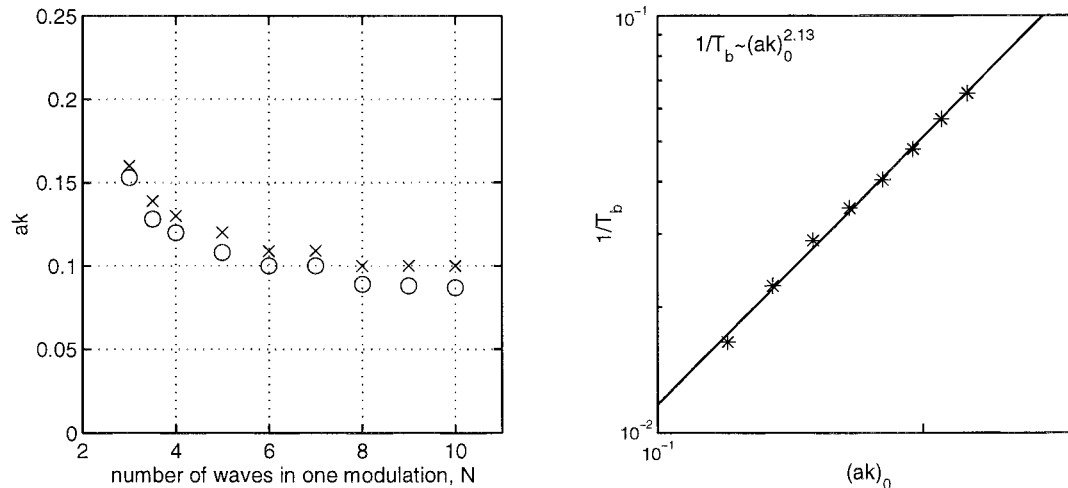 0.25
0.2
0.15
0.1
0.05
0
2
4
6
8
10
ak
number of waves in one modulation, N
10^-1
10^-2
10^-1
1/T_b
1/T_b~(ak)_0^2.13
(ak)_0